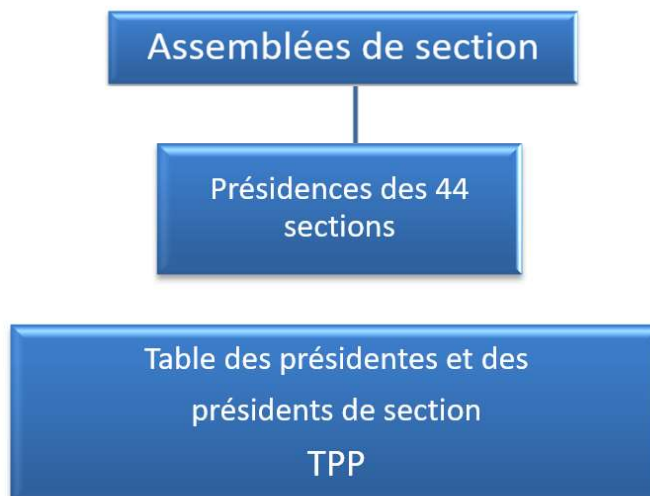 Assemblées de section
Présidences des 44
sections
Table des présidentes et des
présidents de section
TPP